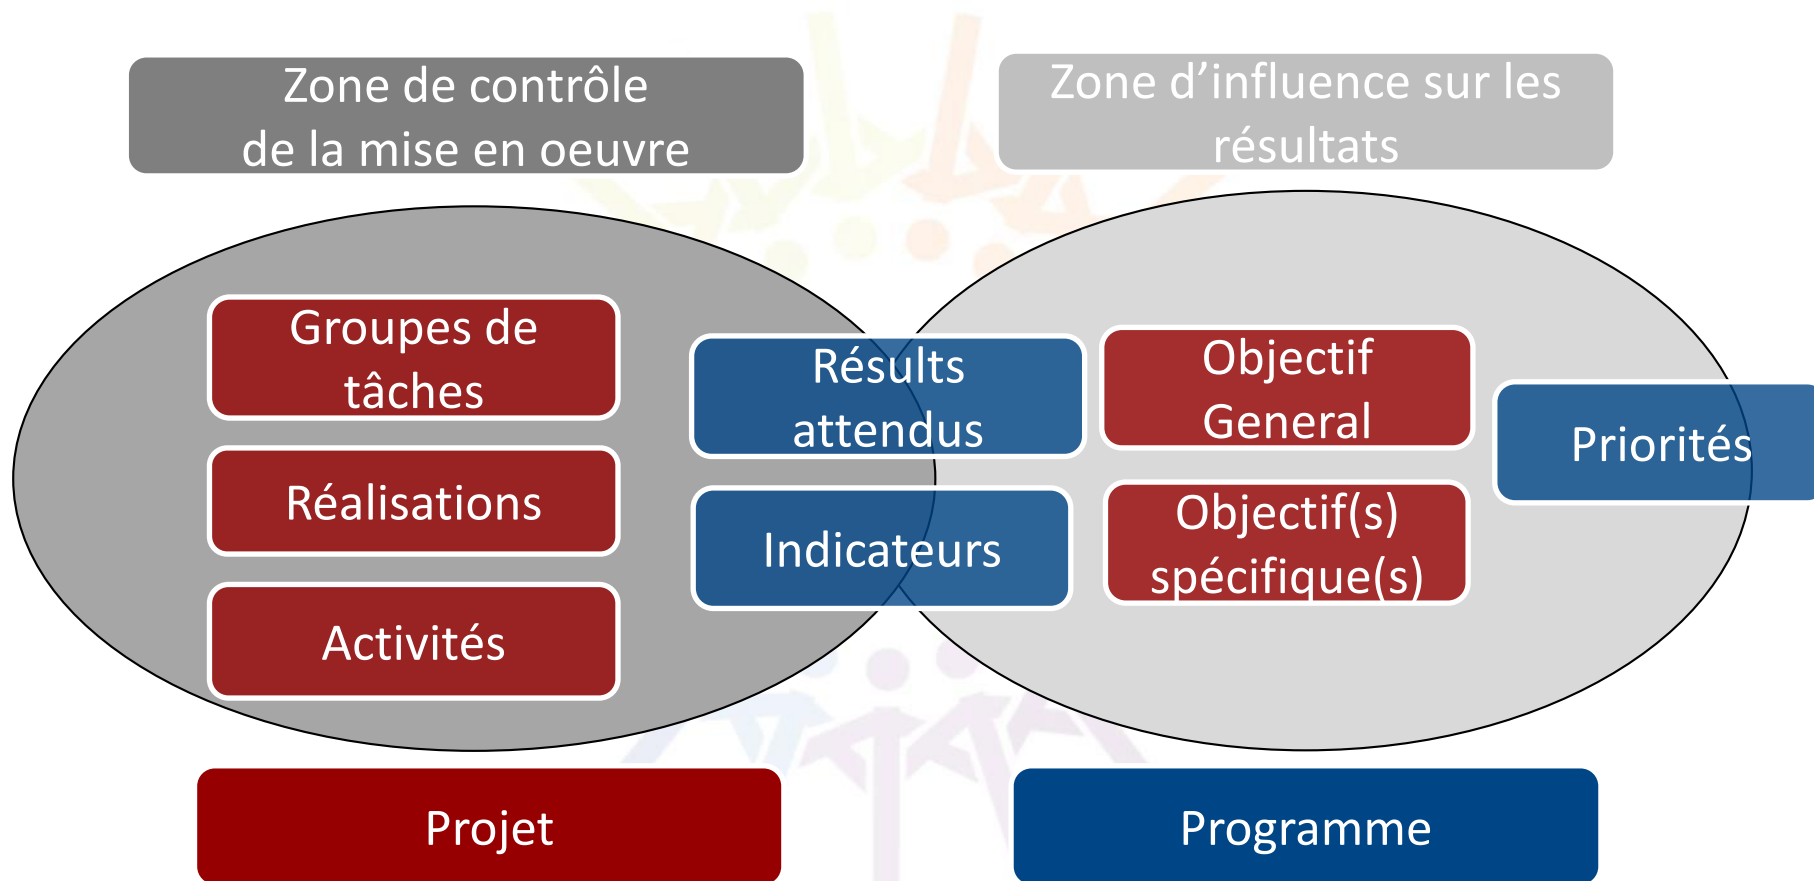 Zone de contrôle
de la mise en oeuvre
Zone d’influence sur les
résultats
Groupes de
tâches
Réalisations
Activités
Résults
attendus
Indicateurs
Objectif
General
Objectif(s)
spécifique(s)
Priorités
Projet
Programme